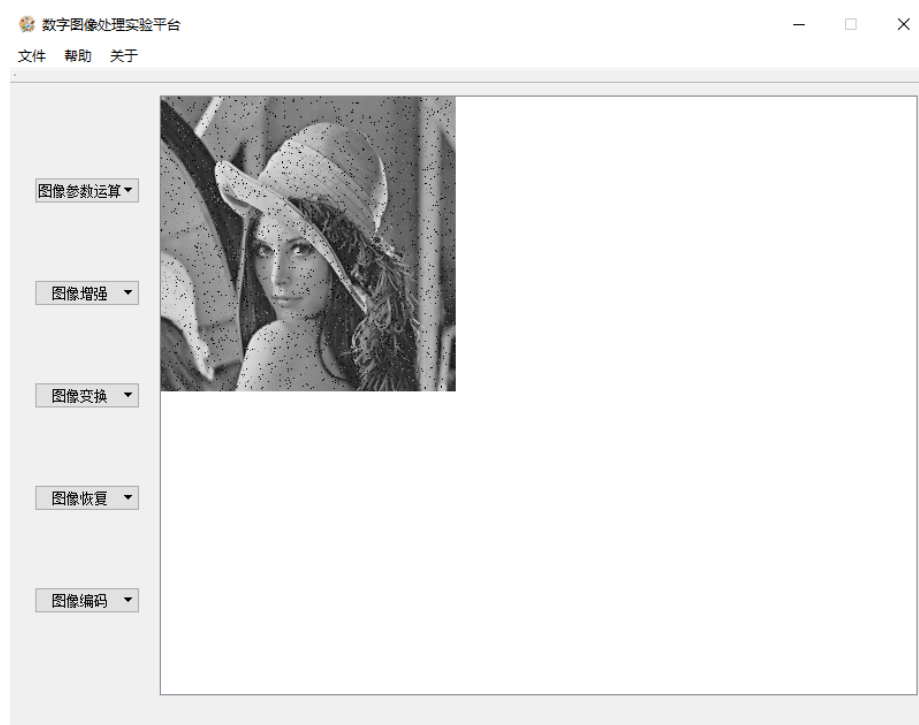 数字图像处理实验平台
文件 帮助 关于
图像参数运算
图像增强
图像变换
图像恢复
图像编码